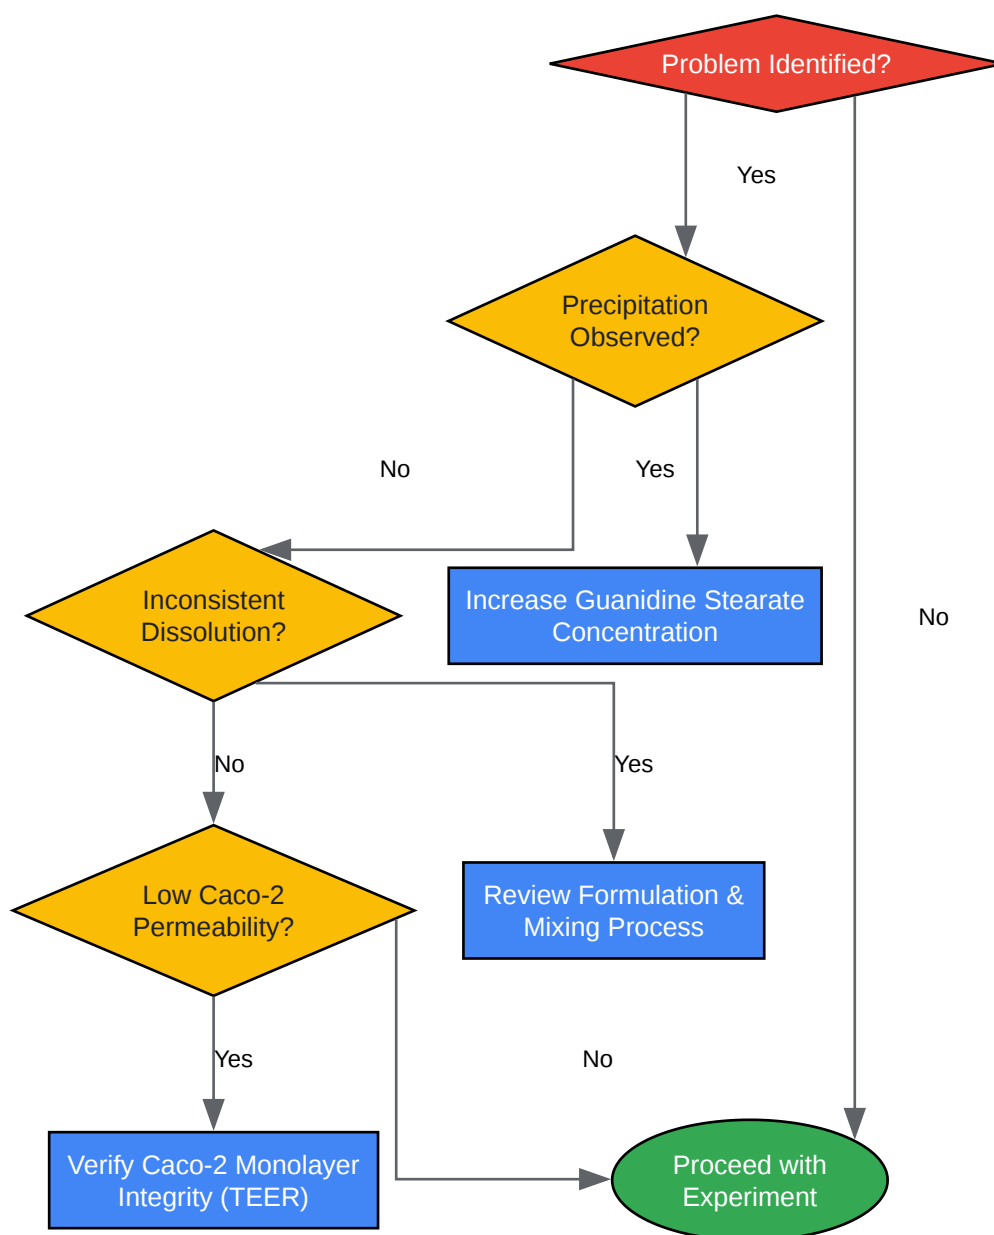 Problem Identified?
Yes
Precipitation
Observed?
No
Yes
Inconsistent
Dissolution?
Increase Guanidine Stearate
Concentration
No
No
Yes
Low Caco-2
Permeability?
Review Formulation &
Mixing Process
Yes
No
Verify Caco-2 Monolayer
Integrity (TEER)
Proceed with
Experiment